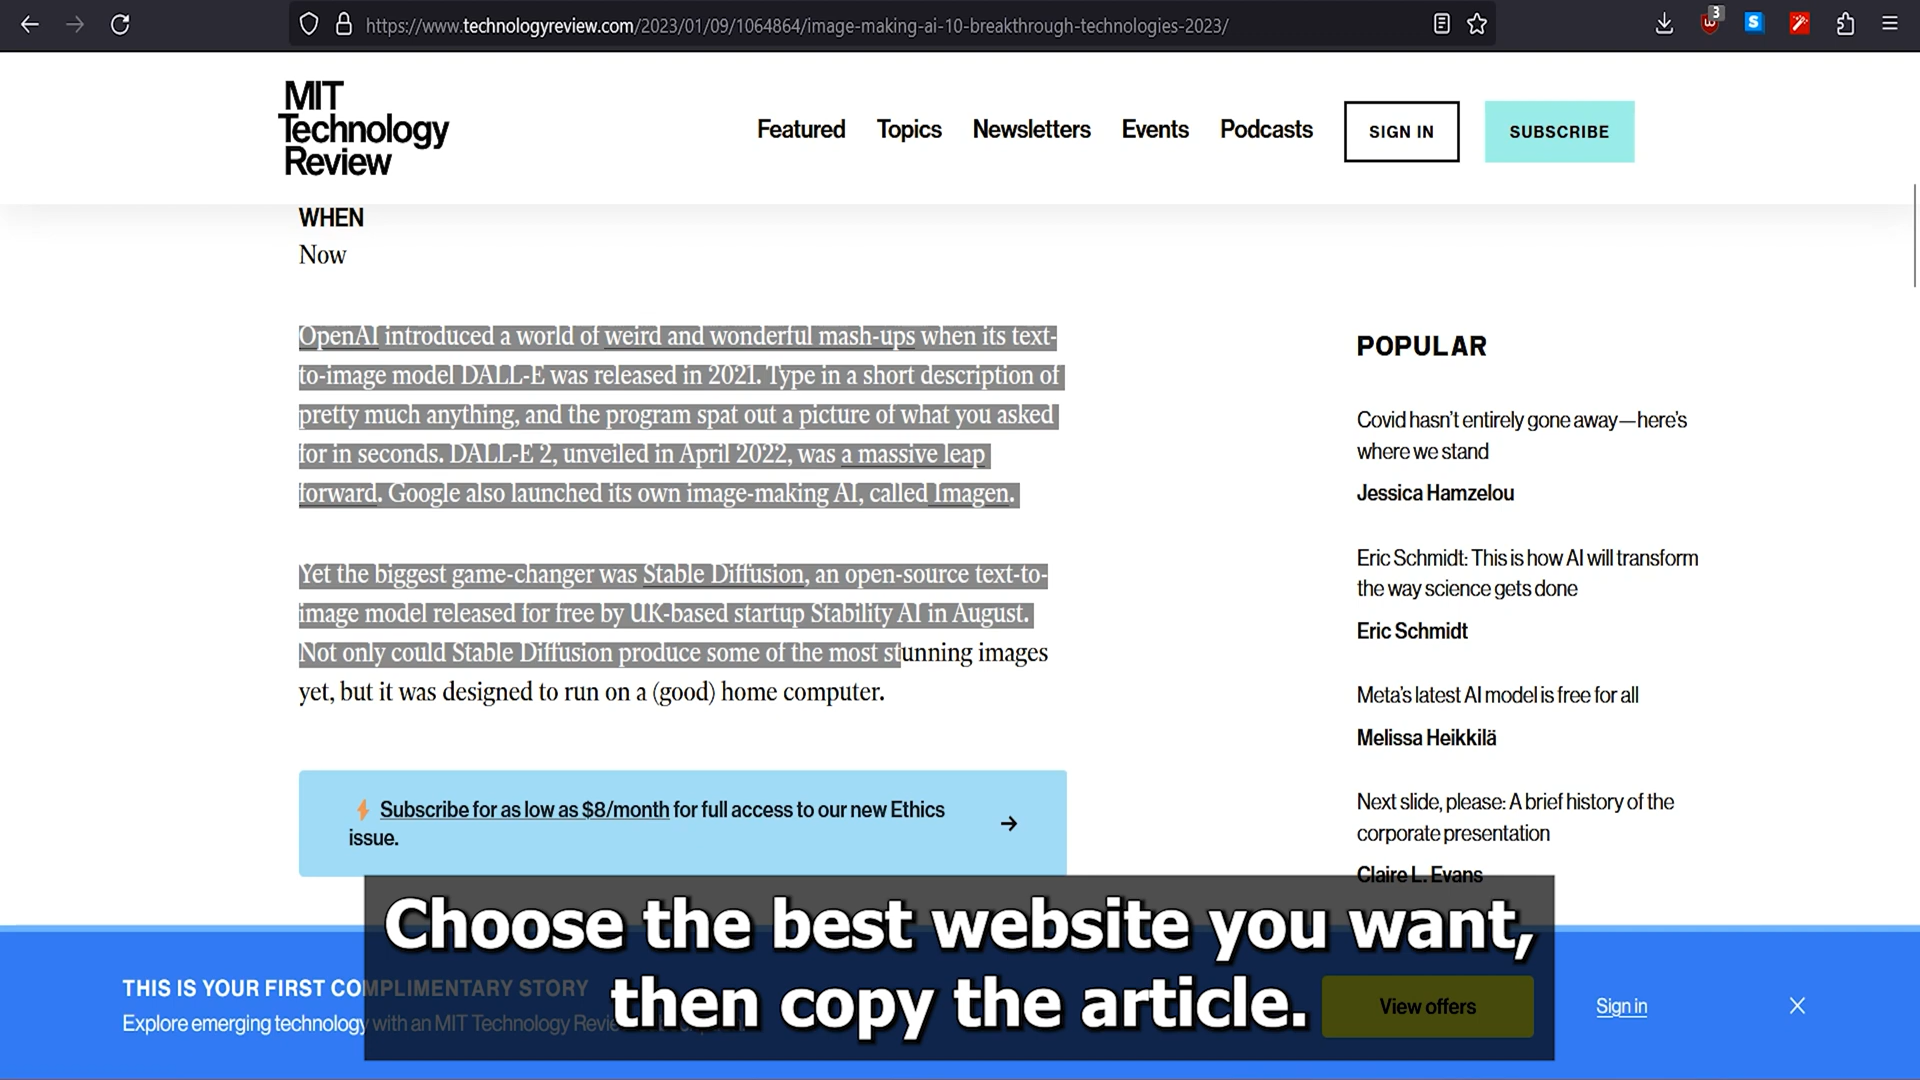 https://www.technologyreview.com/2023/01/09/1064864/image-making-ai-10-breakthrough-technologies-2023/
3
S
MIT
Technology
Review
Featured
Topics
Newsletters
Events
Podcasts
SIGN IN
SUBSCRIBE
WHEN
Now
OpenAI introduced a world of weird and wonderful mash-ups when its text-
to-image model DALL-E was released in 2021. Type in a short description of
pretty much anything, and the program spat out a picture of what you asked
for in seconds. DALL-E 2, unveiled in April 2022, was a massive leap
forward. Google also launched its own image-making AI, called Imagen.
Yet the biggest game-changer was Stable Diffusion, an open-source text-to-
image model released for free by UK-based startup Stability AI in August.
Not only could Stable Diffusion produce some of the most stunning images
yet, but it was designed to run on a (good) home computer.
Subscribe for as low as $8/month for full access to our new Ethics
issue.
POPULAR
Covid hasn't entirely gone away—here's
where we stand
Jessica Hamzelou
Eric Schmidt: This is how AI will transform
the way science gets done
Eric Schmidt
Meta's latest AI model is free for all
Melissa Heikkilä
Next slide, please: A brief history of the
corporate presentation
Claire L. Evans
THIS IS YOUR FIRST COMPLIMENTARY STORY
Explore emerging technology with an MIT Technology
View offers
Sign in
Choose the best website you want,
then copy the article.